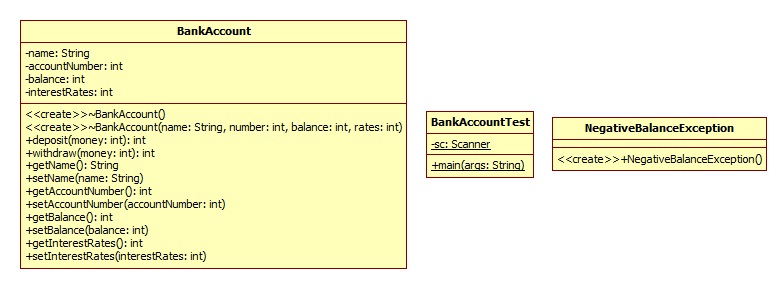 BankAccount
-name: String
-accountNumber: int
-balance: int
-interestRates: int
<<create>>~BankAccount()
<<create>>~BankAccount(name: String, number: int, balance: int, rates: int)
+deposit(money: int): int
+withdraw(money: int): int
+getName(): String
+setName(name: String)
+getAccountNumber(): int
+setAccountNumber(accountNumber: int)
+getBalance(): int
+setBalance(balance: int)
+getInterestRates(): int
+setInterestRates(interestRates: int)
BankAccountTest
-sc: Scanner
+main(args: String)
NegativeBalanceException
<<create>>+NegativeBalanceException()